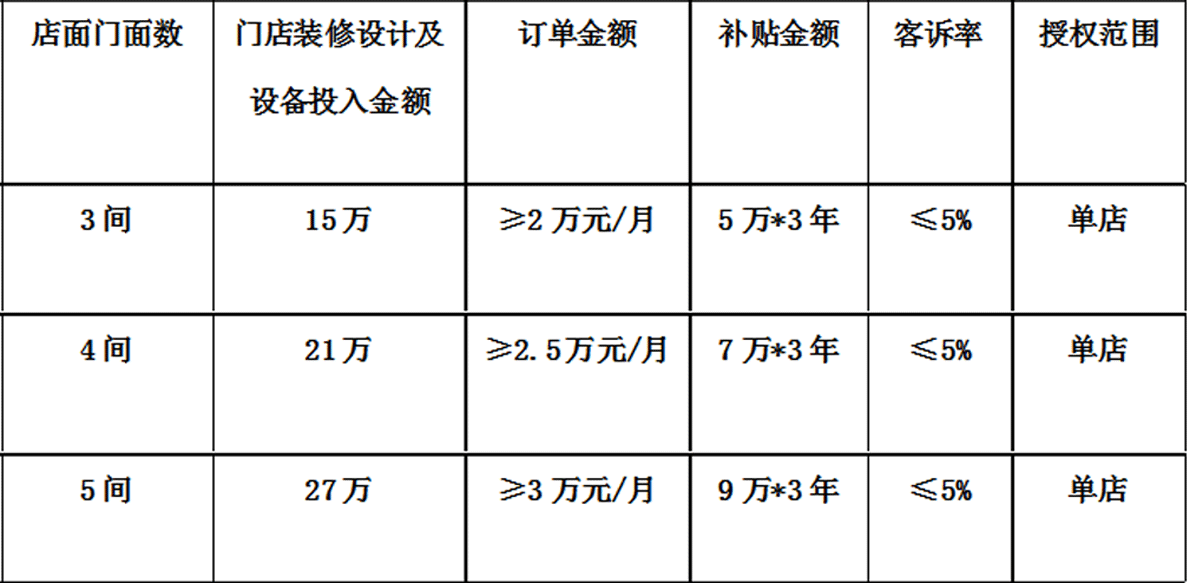 店面门面数 门店装修设计及 订单金额 补贴金额 客诉率 授权范围
设备投入金额
3间 15万 ≥2万元/月 5万*3年 ≤5% 单店
4间 21万 ≥2.5万元/月 7万*3年 ≤5% 单店
5间 27万 ≥3万元/月 9万*3年 ≤5% 单店